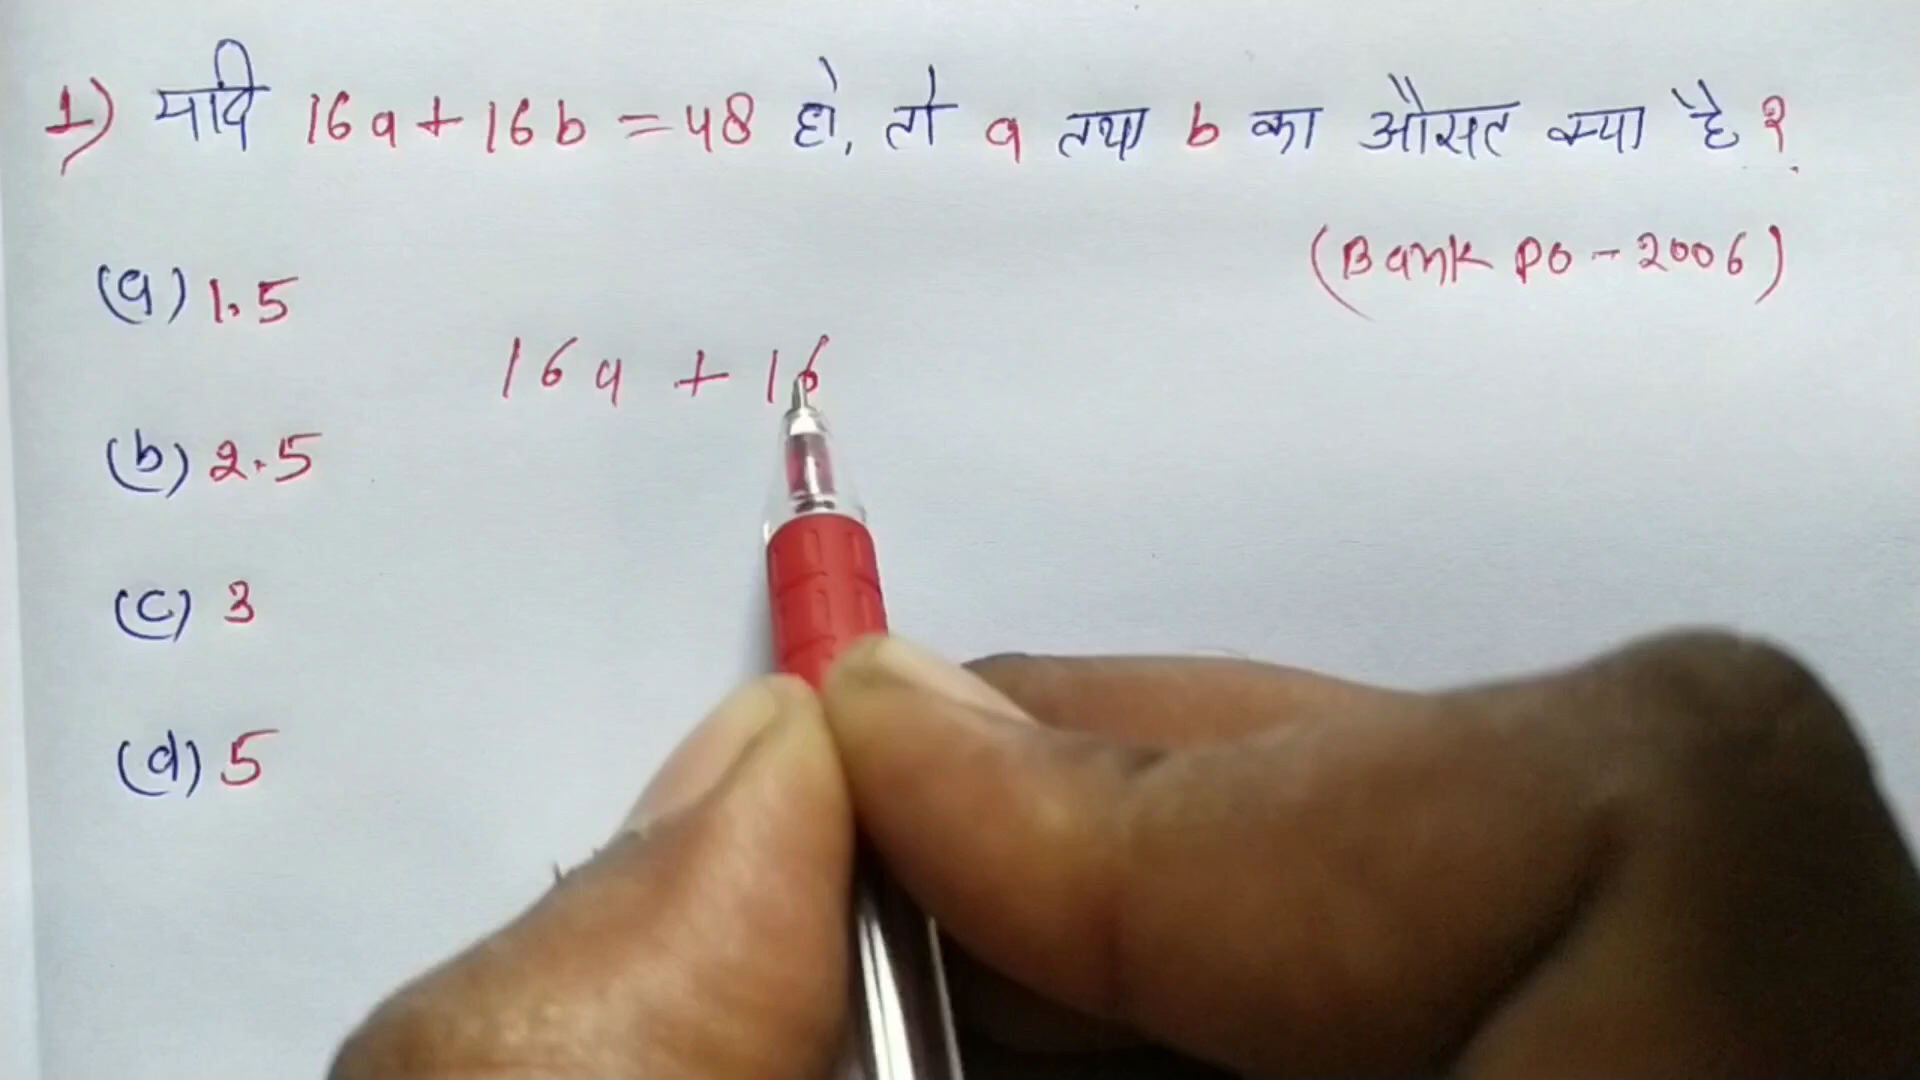 1) यदि 16a + 16b = 48 हो, तो a तथा b का औसत क्या है ?
(Bank PO - 2006)
(a) 1.5
16a + 16
(b) 2.5
(c) 3
(d) 5